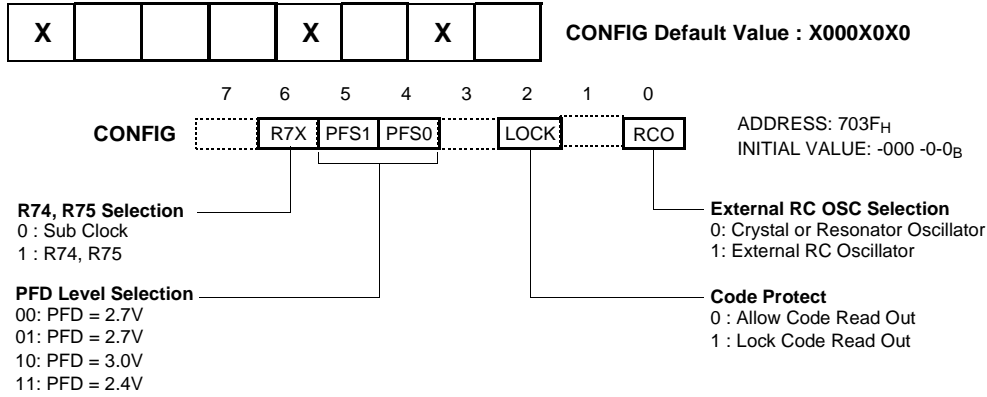 X X X CONFIG Default Value : X000X0X0
7 6 5 4 3 2 1 0
CONFIG R7X PFS1 PFS0 LOCK RCO
ADDRESS: 703FH
INITIAL VALUE: -000 -0-0B
R74, R75 Selection
0 : Sub Clock
1 : R74, R75
PFD Level Selection
00: PFD = 2.7V
01: PFD = 2.7V
10: PFD = 3.0V
11: PFD = 2.4V
External RC OSC Selection
0: Crystal or Resonator Oscillator
1: External RC Oscillator
Code Protect
0 : Allow Code Read Out
1 : Lock Code Read Out